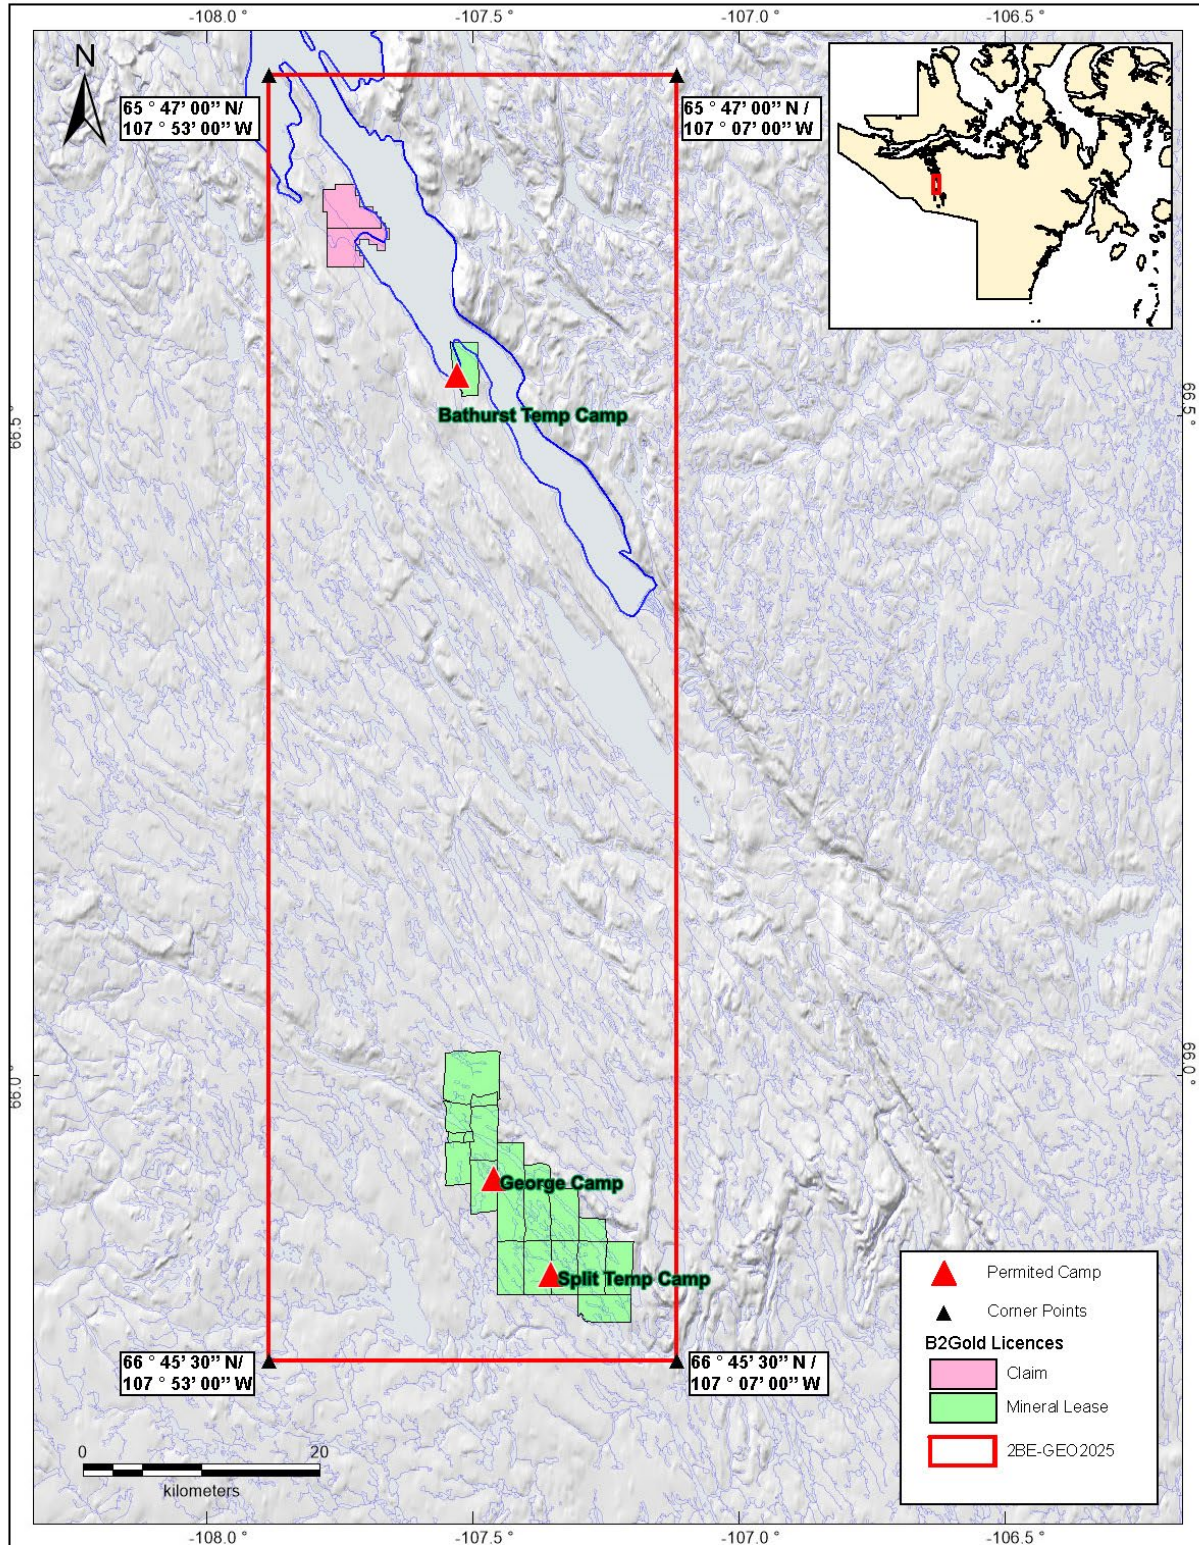 -108.0 °
-107.5 °
-107.0 °
-106.5 °
N
65 ° 47' 00" N /
107 ° 53' 00" W
65 ° 47' 00" N /
107 ° 07' 00" W
66.5 °
66.5 °
Bathurst Temp Camp
66.0 °
66.0 °
George Camp
Split Temp Camp
66 ° 45' 30" N/
107 ° 53' 00" W
66 ° 45' 30" N /
107 ° 07' 00" W
Permited Camp
Corner Points
B2Gold Licences
Claim
Mineral Lease
2BE-GEO2025
0
20
kilometers
-108.0 °
-107.5 °
-107.0 °
-106.5 °